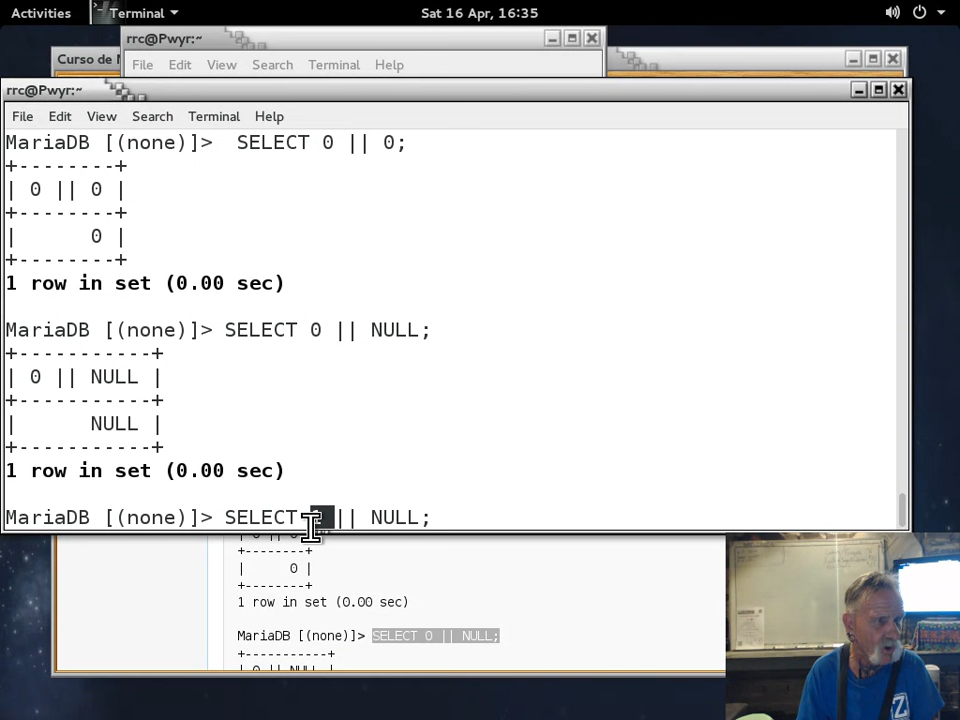 Activities Terminal Sat 16 Apr, 16:35
rrc@Pwyr:~
File Edit View Search Terminal Help
Curso de
rrc@Pwyr:~
File Edit View Search Terminal Help
MariaDB [(none)]>  SELECT 0 || 0;
+--------+
| 0 || 0 |
+--------+
|      0 |
+--------+
1 row in set (0.00 sec)
MariaDB [(none)]> SELECT 0 || NULL;
+-----------+
| 0 || NULL |
+-----------+
|      NULL |
+-----------+
1 row in set (0.00 sec)
MariaDB [(none)]> SELECT || NULL;
+--------+
|      0 |
+--------+
1 row in set (0.00 sec)
MariaDB [(none)]> SELECT 0 || NULL;
+-----------+
| 0 || NULL |